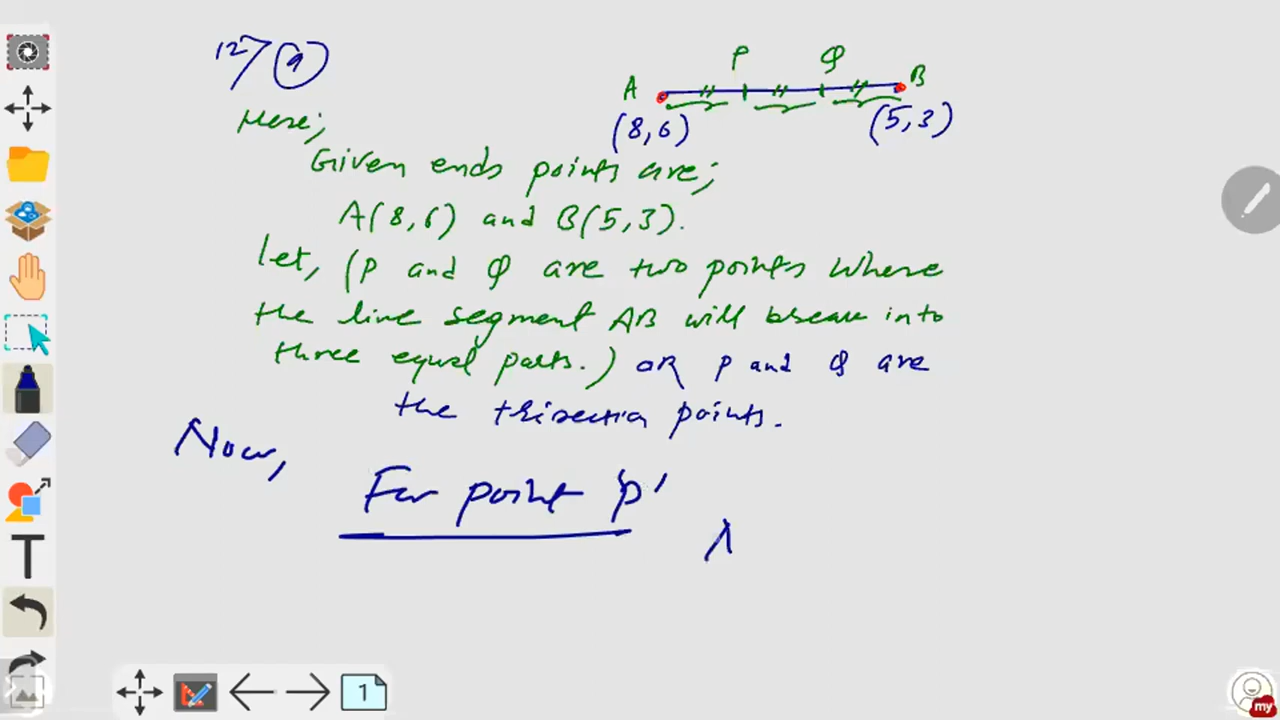 12/ (a)
P Q
A B
(8,6) (5,3)
Here;
Given ends points are;
A(8,6) and B(5,3).
let, (P and Q are two points where
the line segment AB will break into
three equal parts.) OR P and Q are
the trisection points.
Now,
For point 'p'
T
1
my